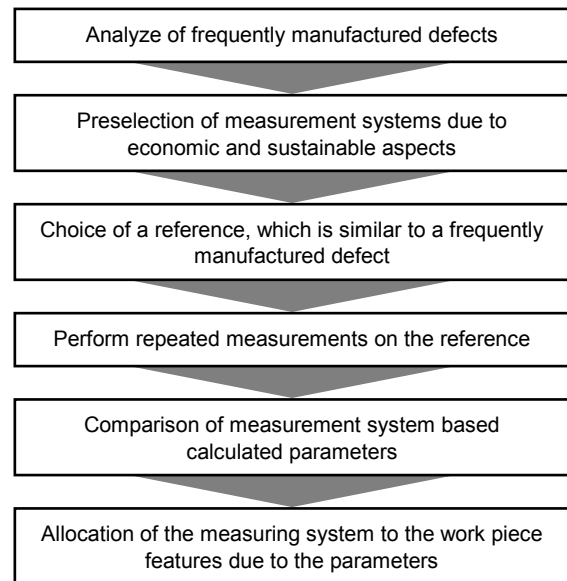 Analyze of frequently manufactured defects
Preselection of measurement systems due to
economic and sustainable aspects
Choice of a reference, which is similar to a frequently
manufactured defect
Perform repeated measurements on the reference
Comparison of measurement system based
calculated parameters
Allocation of the measuring system to the work piece
features due to the parameters